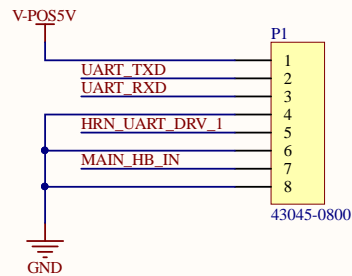 V-POS5V
P1
1
UART_TXD
2
UART_RXD
3
4
HRN_UART_DRV_1
5
6
MAIN_HB_IN
7
8
43045-0800
GND